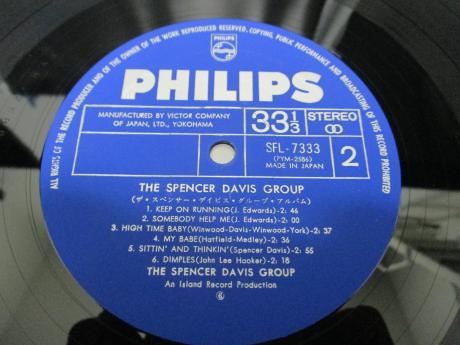 ALL RIGHTS OF THE RECORD PRODUCER AND OF THE OWNER OF THE WORK REPRODUCED RESERVED. COPYING, PUBLIC PERFORMANCE AND BROADCASTING OF THIS RECORD PROHIBITED
PHILIPS
PHILIPS
MANUFACTURED BY VICTOR COMPANY
OF JAPAN, LTD., YOKOHAMA
33 1/3
STEREO
SFL-7333
(PYM-2586)
MADE IN JAPAN
2
THE SPENCER DAVIS GROUP
(ザ・スペンサー・デイビス・グループ・アルバム)
1. KEEP ON RUNNING(J. Edwards)-2: 46
2. SOMEBODY HELP ME(J. Edwards)-2: 00
3. HIGH TIME BABY(Winwood-Davis-Winwood-York)-2: 37
4. MY BABE(Hatfield-Medley)-2: 36
5. SITTIN' AND THINKIN'(Spencer Davis)-2: 55
6. DIMPLES(John Lee Hooker)-2: 18
THE SPENCER DAVIS GROUP
An Island Record Production